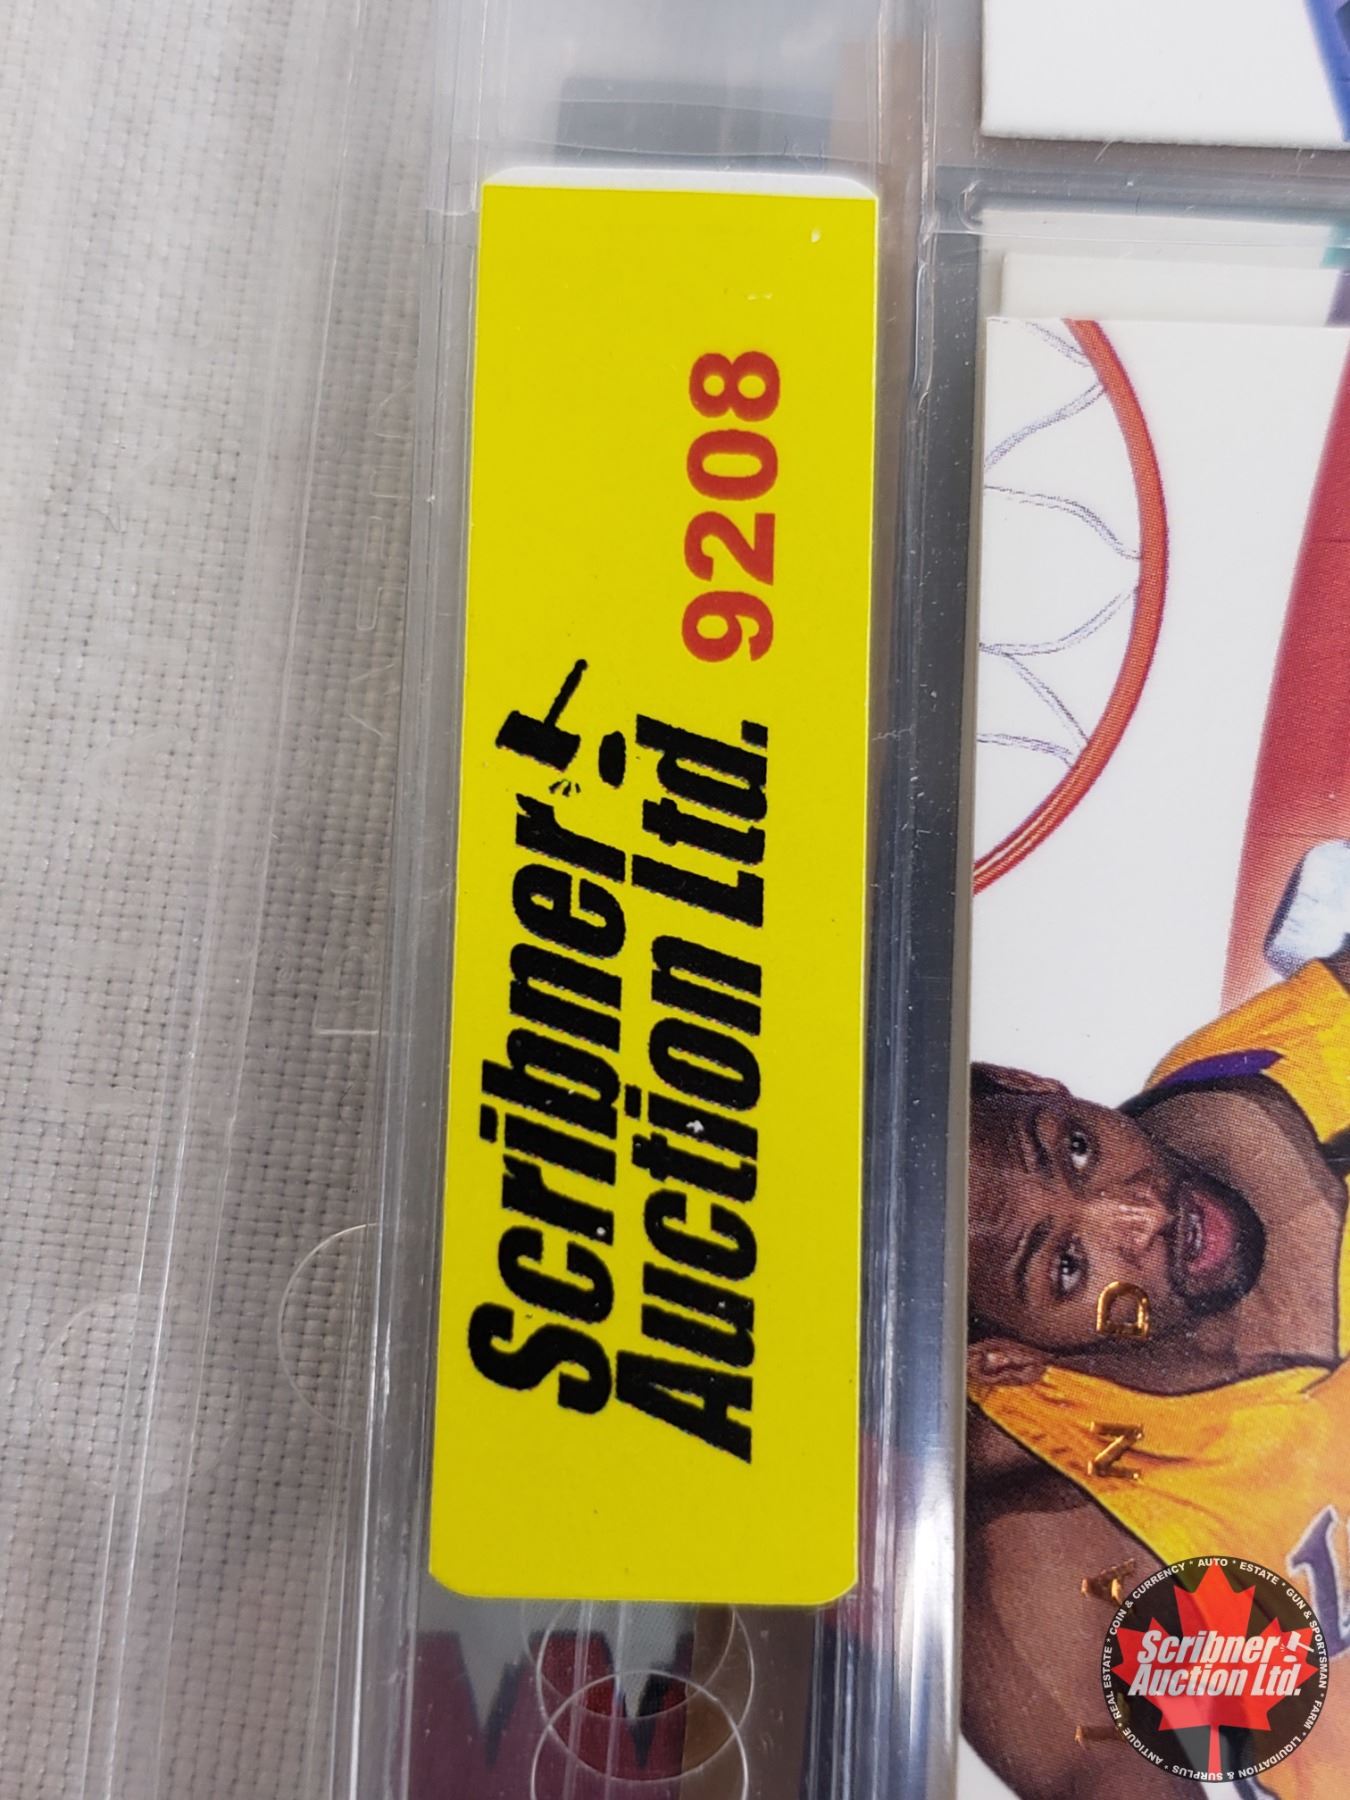 Scribner
Auction Ltd. 9208
AND
COIN & CURRENCY * AUTO * ESTATE * GUN & SPORTSMAN * FARM * LIQUIDATION & SURPLUS * ANTIQUE * REAL ESTATE *
Scribner
Auction Ltd.